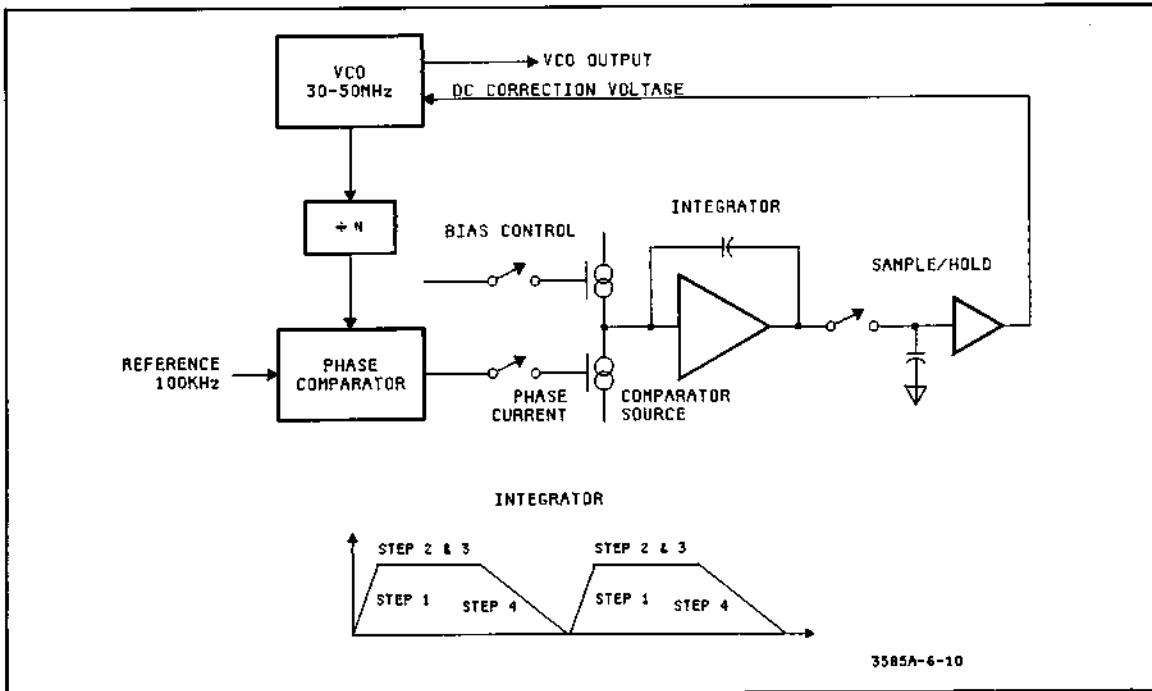 VCO
30-50MHz
VCO OUTPUT
DC CORRECTION VOLTAGE
÷ N
BIAS CONTROL
INTEGRATOR
SAMPLE/HOLD
REFERENCE
100KHz
PHASE
COMPARATOR
PHASE
CURRENT
COMPARATOR
SOURCE
INTEGRATOR
STEP 2 & 3
STEP 2 & 3
STEP 1
STEP 4
STEP 1
STEP 4
3585A-6-10